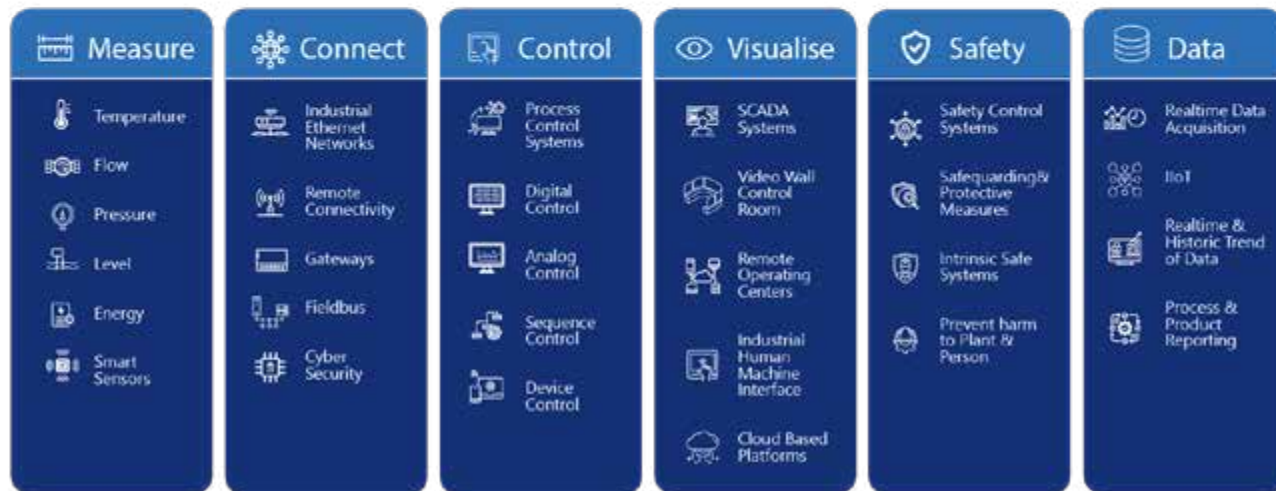 Measure
Temperature
Flow
Pressure
Level
Energy
Smart
Sensors
Connect
Industrial
Ethernet
Networks
Remote
Connectivity
Gateways
Fieldbus
Cyber
Security
Control
Process
Control
Systems
Digital
Control
Analog
Control
Sequence
Control
Device
Control
Visualise
SCADA
Systems
Video Wall
Control
Room
Remote
Operating
Centers
Industrial
Human
Machine
Interface
Cloud Based
Platforms
Safety
Safety Control
Systems
Safequarding&
Protective
Measures
Intrinsic Safe
Systems
Prevent harm
to Plant &
Person
Data
Realtime Data
Acquisition
IIoT
Realtime &
Historic Trend
of Data
Process &
Product
Reporting